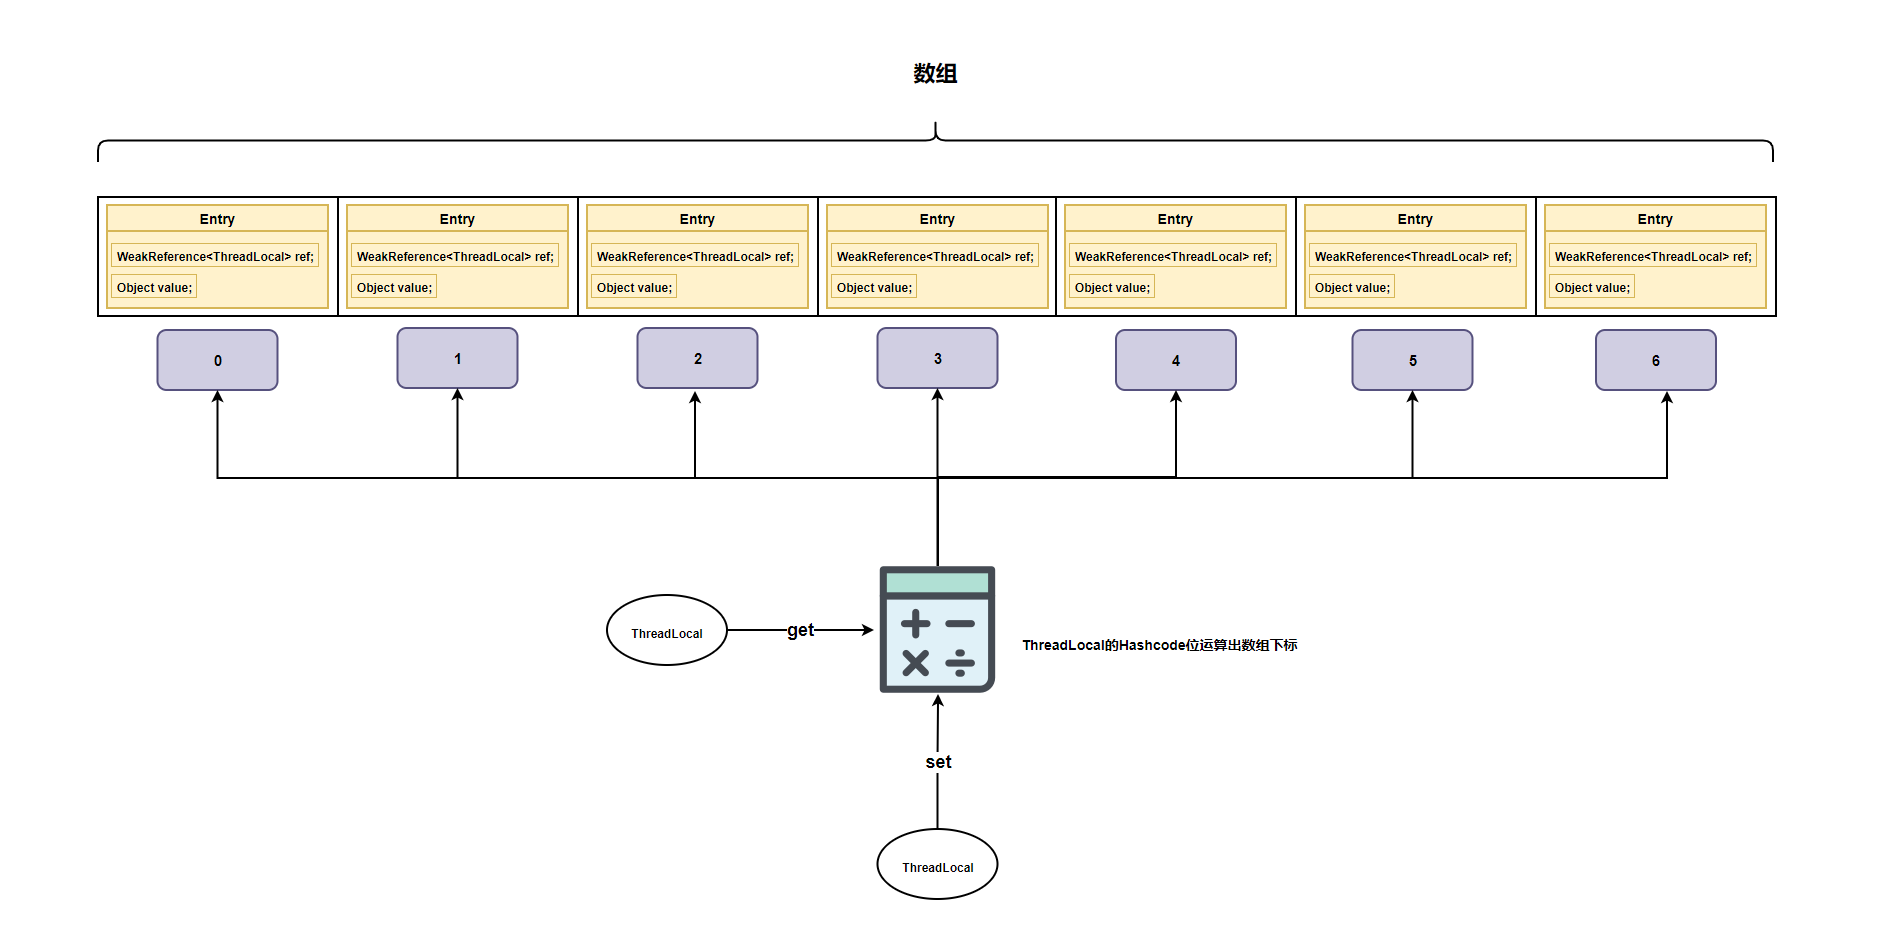 数组
Entry
WeakReference<ThreadLocal> ref;
Object value;
Entry
WeakReference<ThreadLocal> ref;
Object value;
Entry
WeakReference<ThreadLocal> ref;
Object value;
Entry
WeakReference<ThreadLocal> ref;
Object value;
Entry
WeakReference<ThreadLocal> ref;
Object value;
Entry
WeakReference<ThreadLocal> ref;
Object value;
Entry
WeakReference<ThreadLocal> ref;
Object value;
0
1
2
3
4
5
6
ThreadLocal
get
ThreadLocal的Hashcode位运算出数组下标
set
ThreadLocal